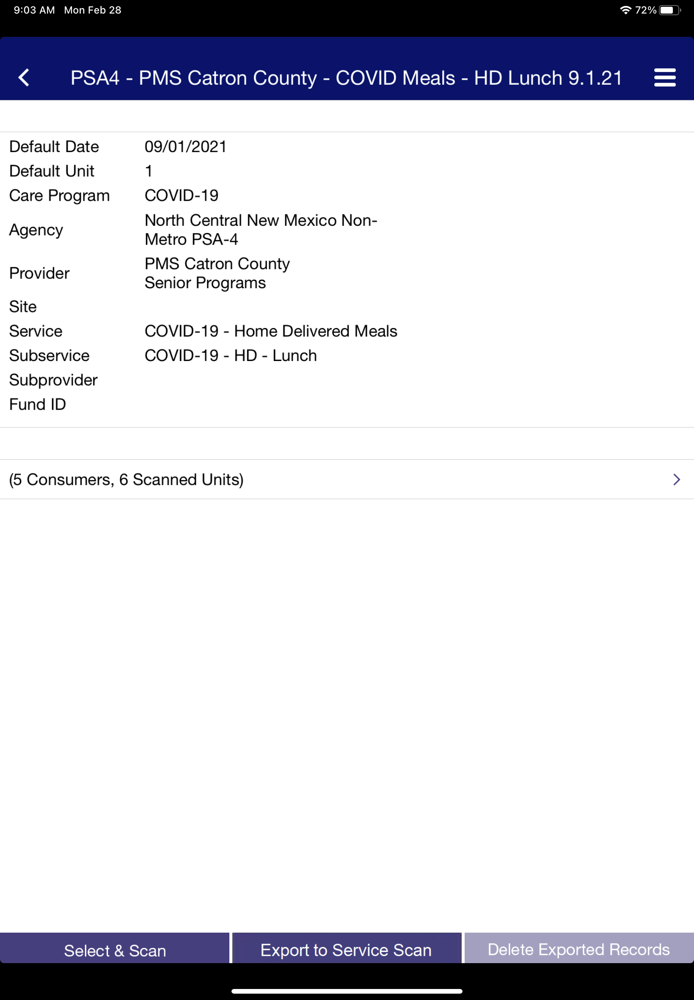 9:03 AM Mon Feb 28 72%
PSA4 - PMS Catron County - COVID Meals - HD Lunch 9.1.21
Default Date 09/01/2021
Default Unit 1
Care Program COVID-19
Agency North Central New Mexico Non-
Metro PSA-4
Provider PMS Catron County
Senior Programs
Site
Service COVID-19 - Home Delivered Meals
Subservice COVID-19 - HD - Lunch
Subprovider
Fund ID
(5 Consumers, 6 Scanned Units)
Select & Scan Export to Service Scan Delete Exported Records